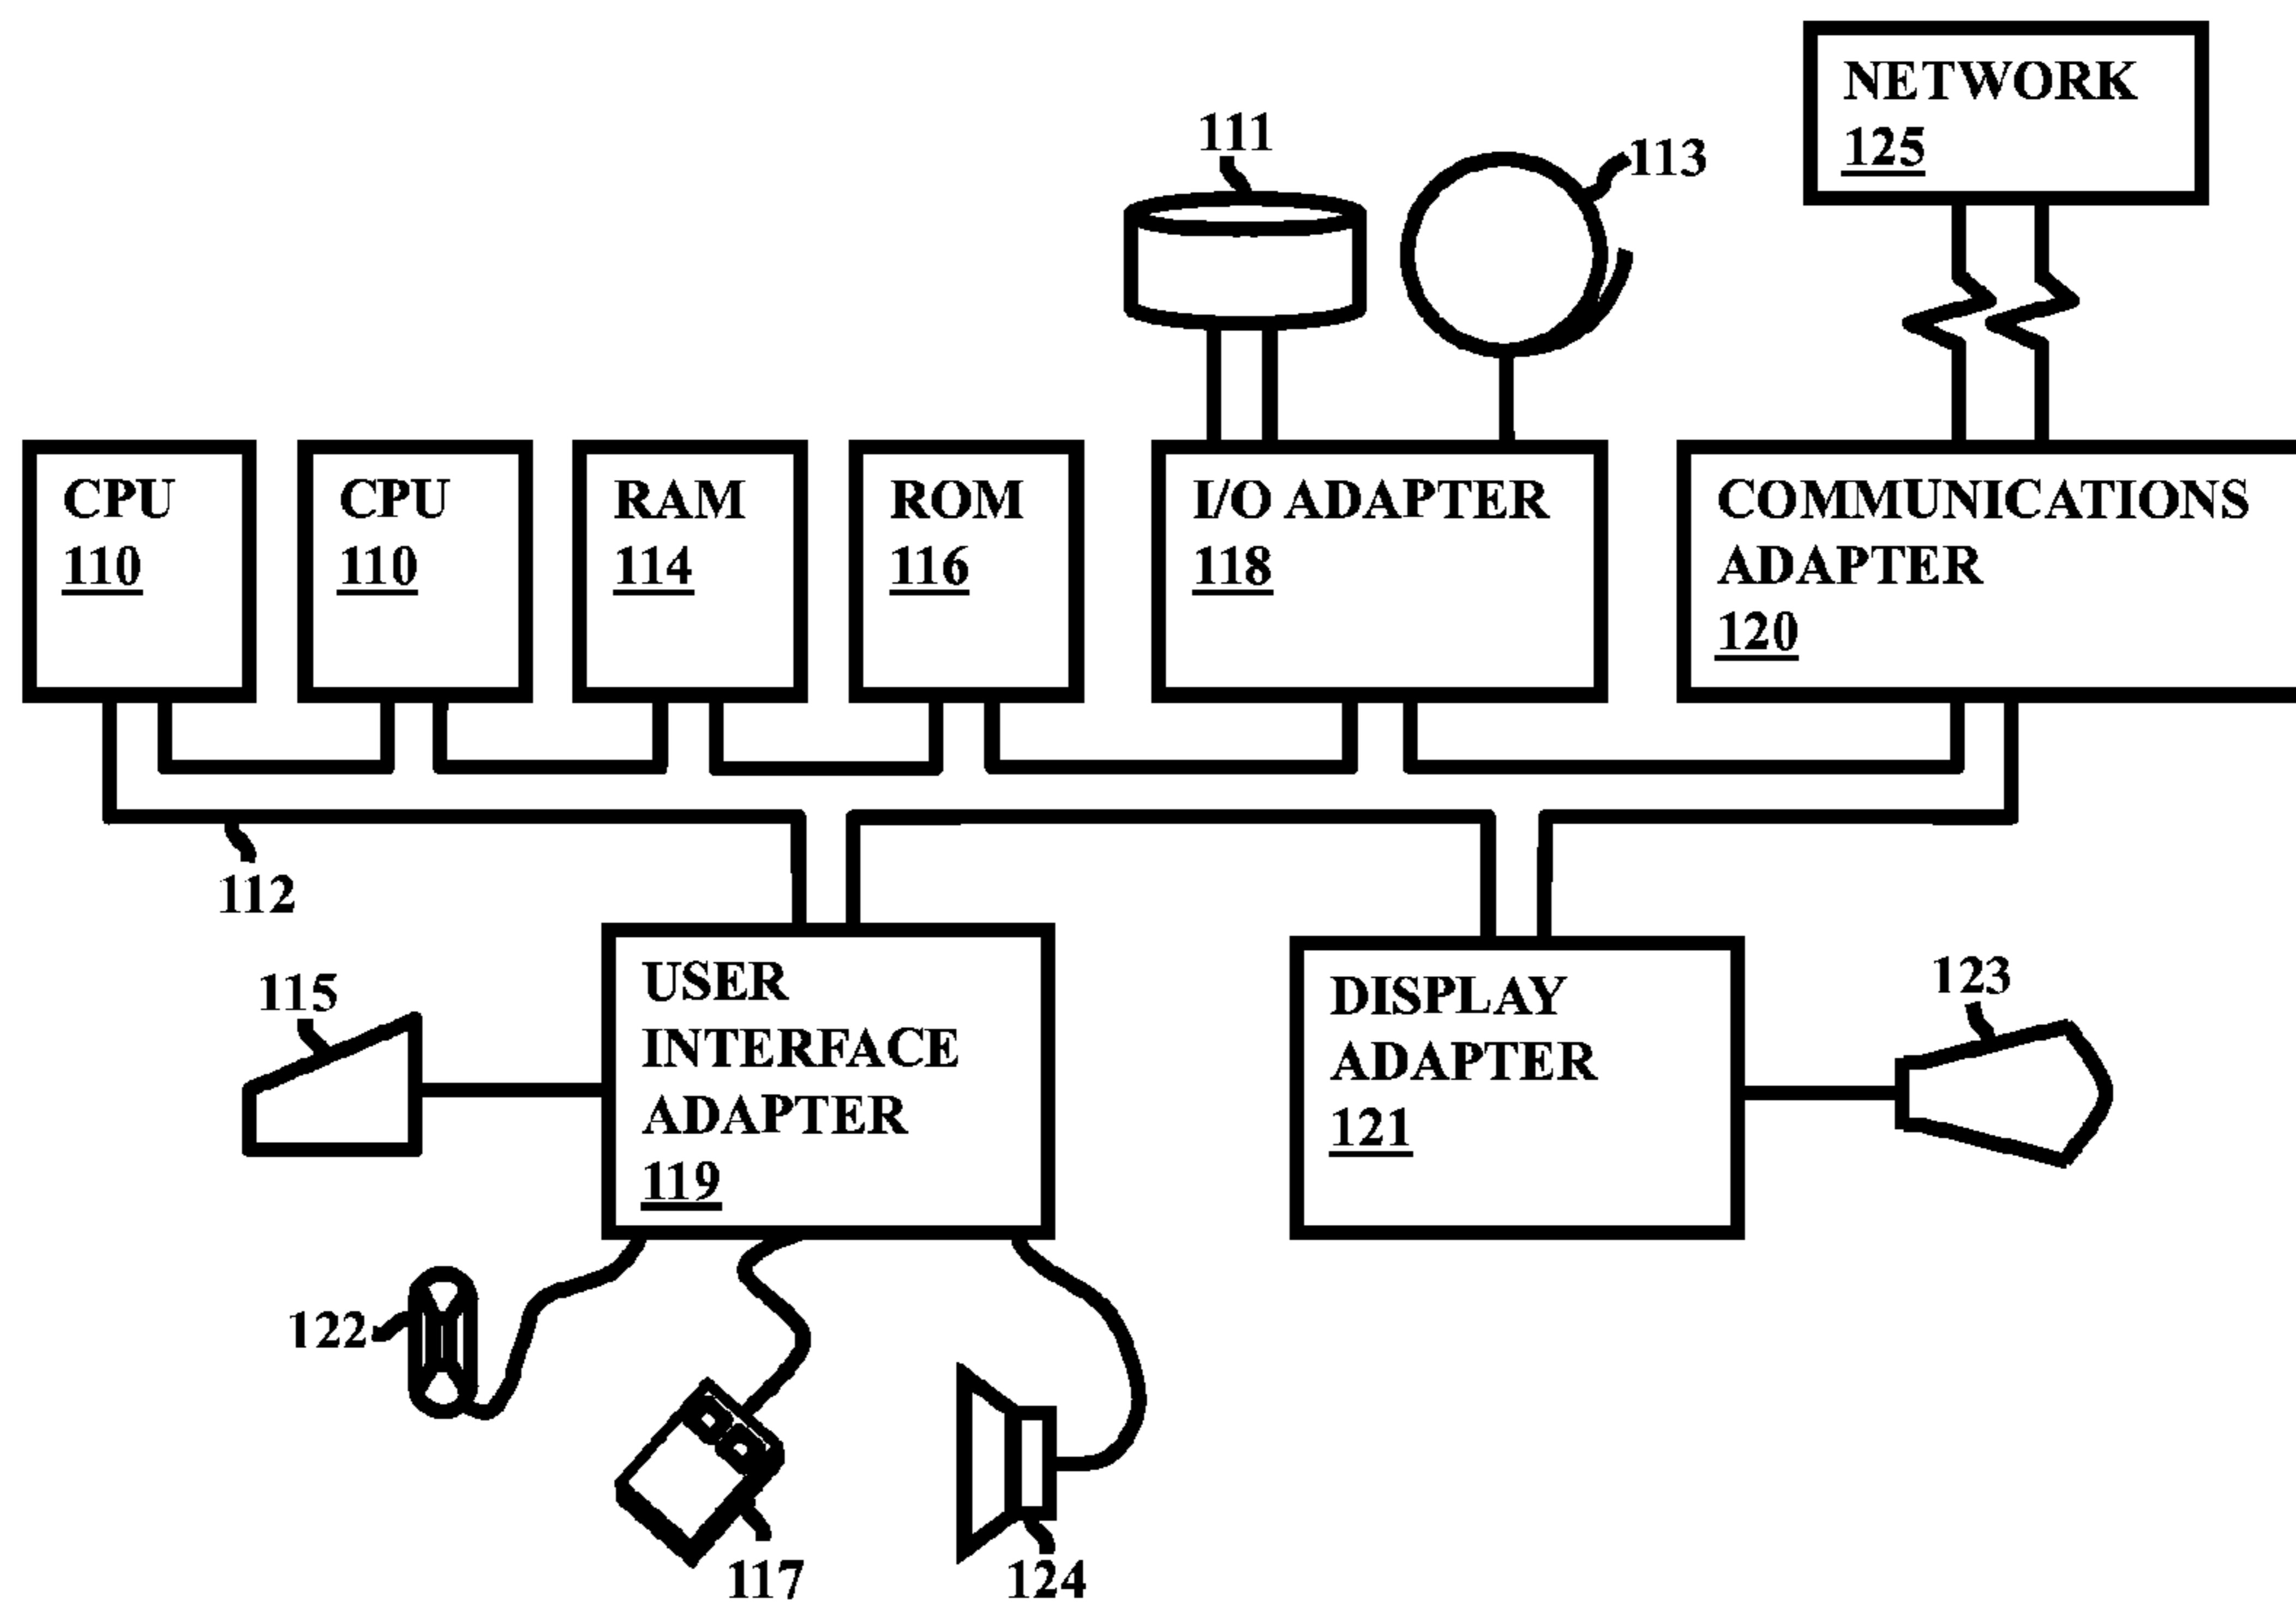 NETWORK
125
111
113
CPU
110
CPU
110
RAM
114
ROM
116
I/O ADAPTER
118
COMMUNICATIONS
ADAPTER
120
112
115
USER
INTERFACE
ADAPTER
119
DISPLAY
ADAPTER
121
123
122
117
124